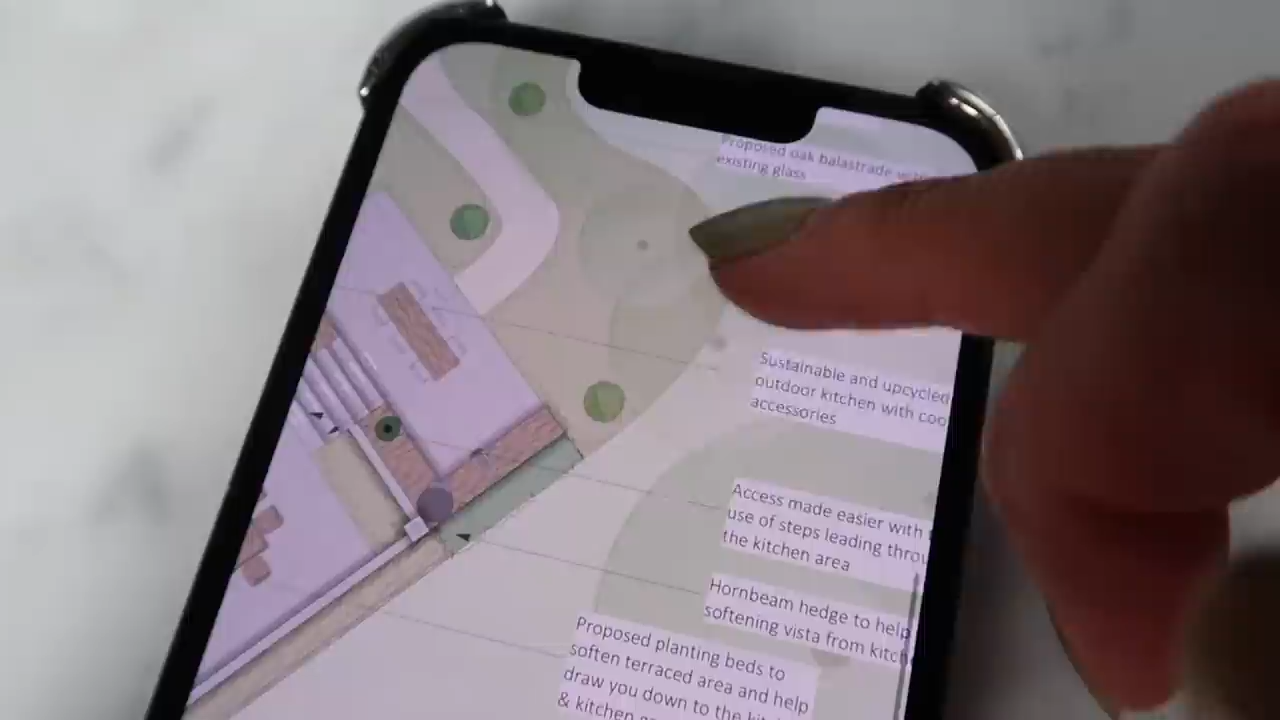 Proposed oak balastrade with
existing glass
Sustainable and upcycled
outdoor kitchen with
accessories
Access made easier with
use of steps leading
the kitchen area
Hornbeam hedge to help
softening vista from
Proposed planting beds to
soften terraced area and help
draw you down to the
& kitchen